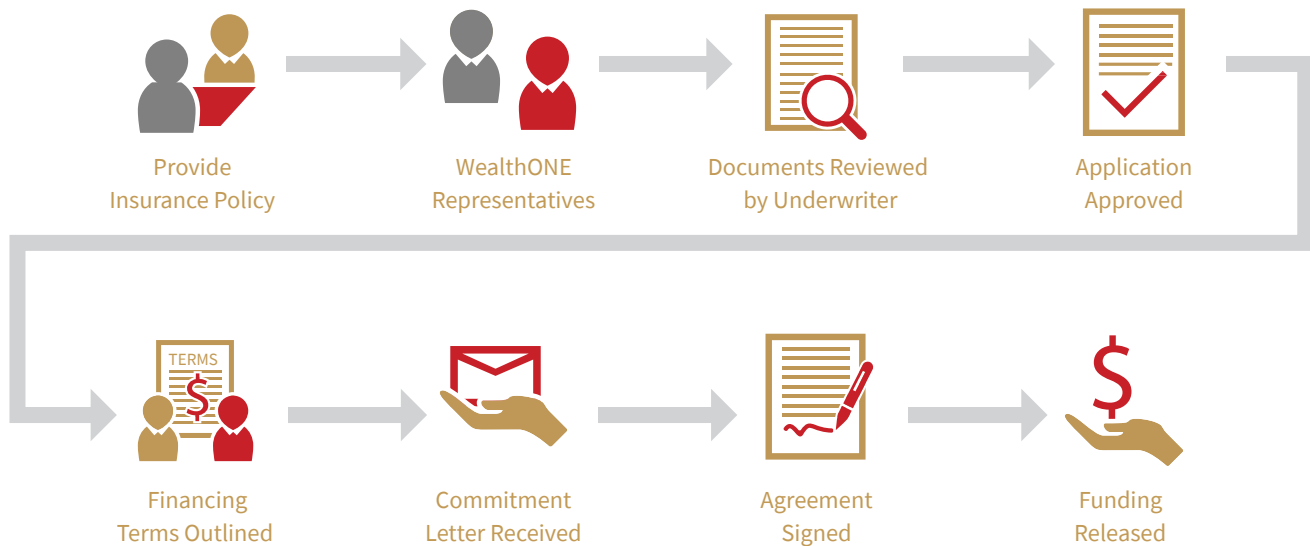 Provide
Insurance Policy
WealthONE
Representatives
Documents Reviewed
by Underwriter
Application
Approved
TERMS
$
Financing
Terms Outlined
Commitment
Letter Received
Agreement
Signed
$
Funding
Released